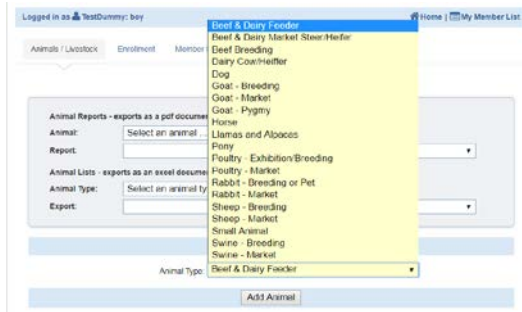 Logged in as TestDummy: boy
Home | My Member List
Animals / Livestock Enrollment Member
Animal Reports - exports as a pdf
Animal: Select an animal ...
Report:
Animal Lists - exports as an excel
Animal Type: Select an animal
Export:
Beef & Dairy Feeder
Beef & Dairy Market Steer/Heifer
Beef Breeding
Dairy Cow/Heiffer
Dog
Goat - Breeding
Goat - Market
Goat - Pygmy
Horse
Llamas and Alpacas
Pony
Poultry - Exhibition/Breeding
Poultry - Market
Rabbit - Breeding or Pet
Rabbit - Market
Sheep - Breeding
Sheep - Market
Small Animal
Swine - Breeding
Swine - Market
Animal Type: Beef & Dairy Feeder
Add Animal